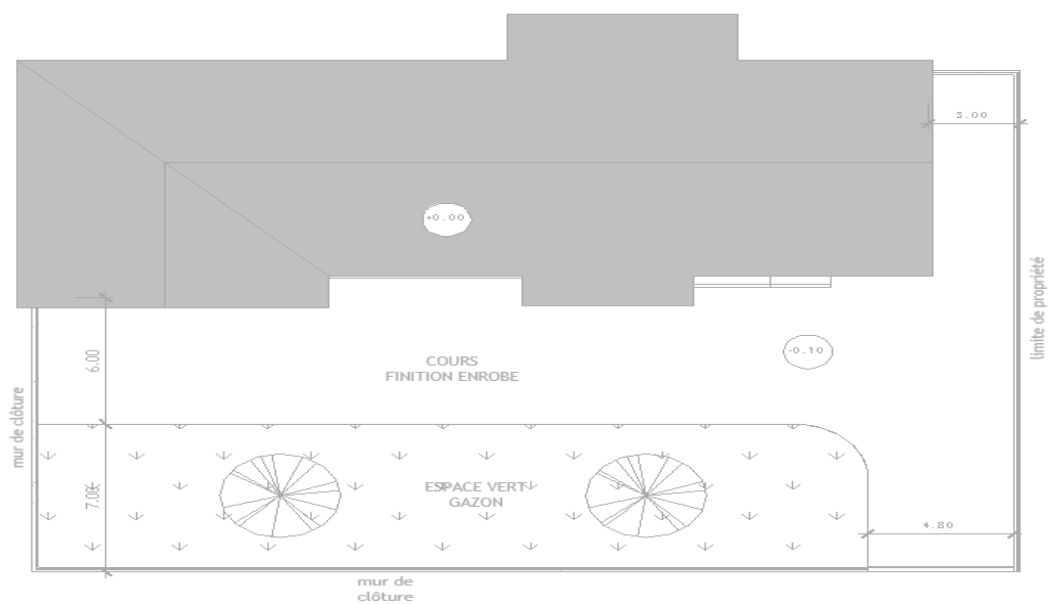 3.00
+0.00
limite de propriété
-0.10
6.00
COURS
FINITION ENROBE
mur de clôture
ESPACE VERT
GAZON
7.00
4.80
mur de
clôture